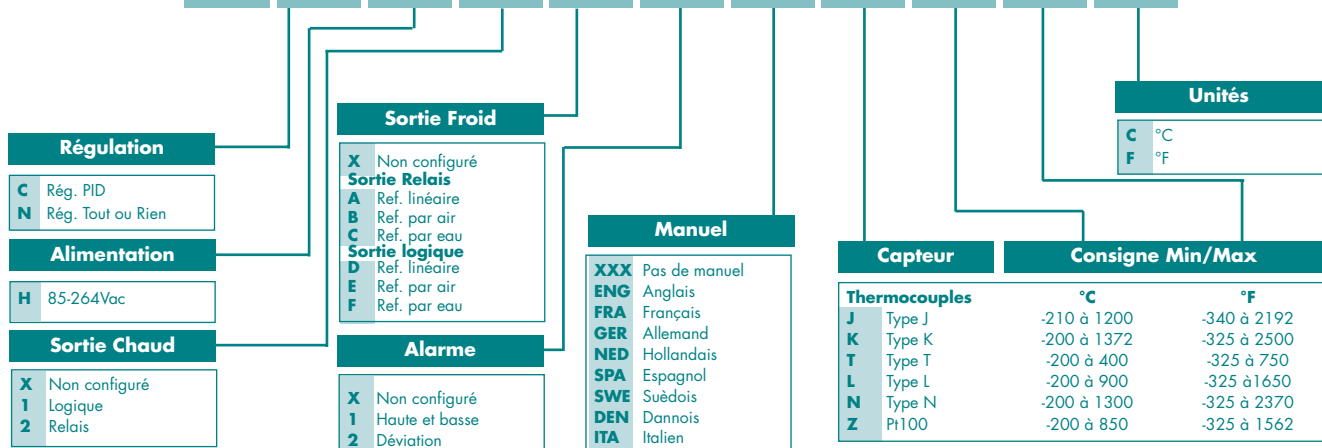 Régulation
C Rég. PID
N Rég. Tout ou Rien
Alimentation
H 85-264Vac
Sortie Chaud
X Non configuré
1 Logique
2 Relais
Sortie Froid
X Non configuré
Sortie Relais
A Ref. linéaire
B Ref. par air
C Ref. par eau
Sortie logique
D Ref. linéaire
E Ref. par air
F Ref. par eau
Alarme
X Non configuré
1 Haute et basse
2 Déviation
Manuel
XXX Pas de manuel
ENG Anglais
FRA Français
GER Allemand
NED Hollandais
SPA Espagnol
SWE Suèdois
DEN Dannois
ITA Italien
Unités
C °C
F °F
Capteur Consigne Min/Max
Thermocouples °C °F
J Type J -210 à 1200 -340 à 2192
K Type K -200 à 1372 -325 à 2500
T Type T -200 à 400 -325 à 750
L Type L -200 à 900 -325 à1650
N Type N -200 à 1300 -325 à 2370
Z Pt100 -200 à 850 -325 à 1562